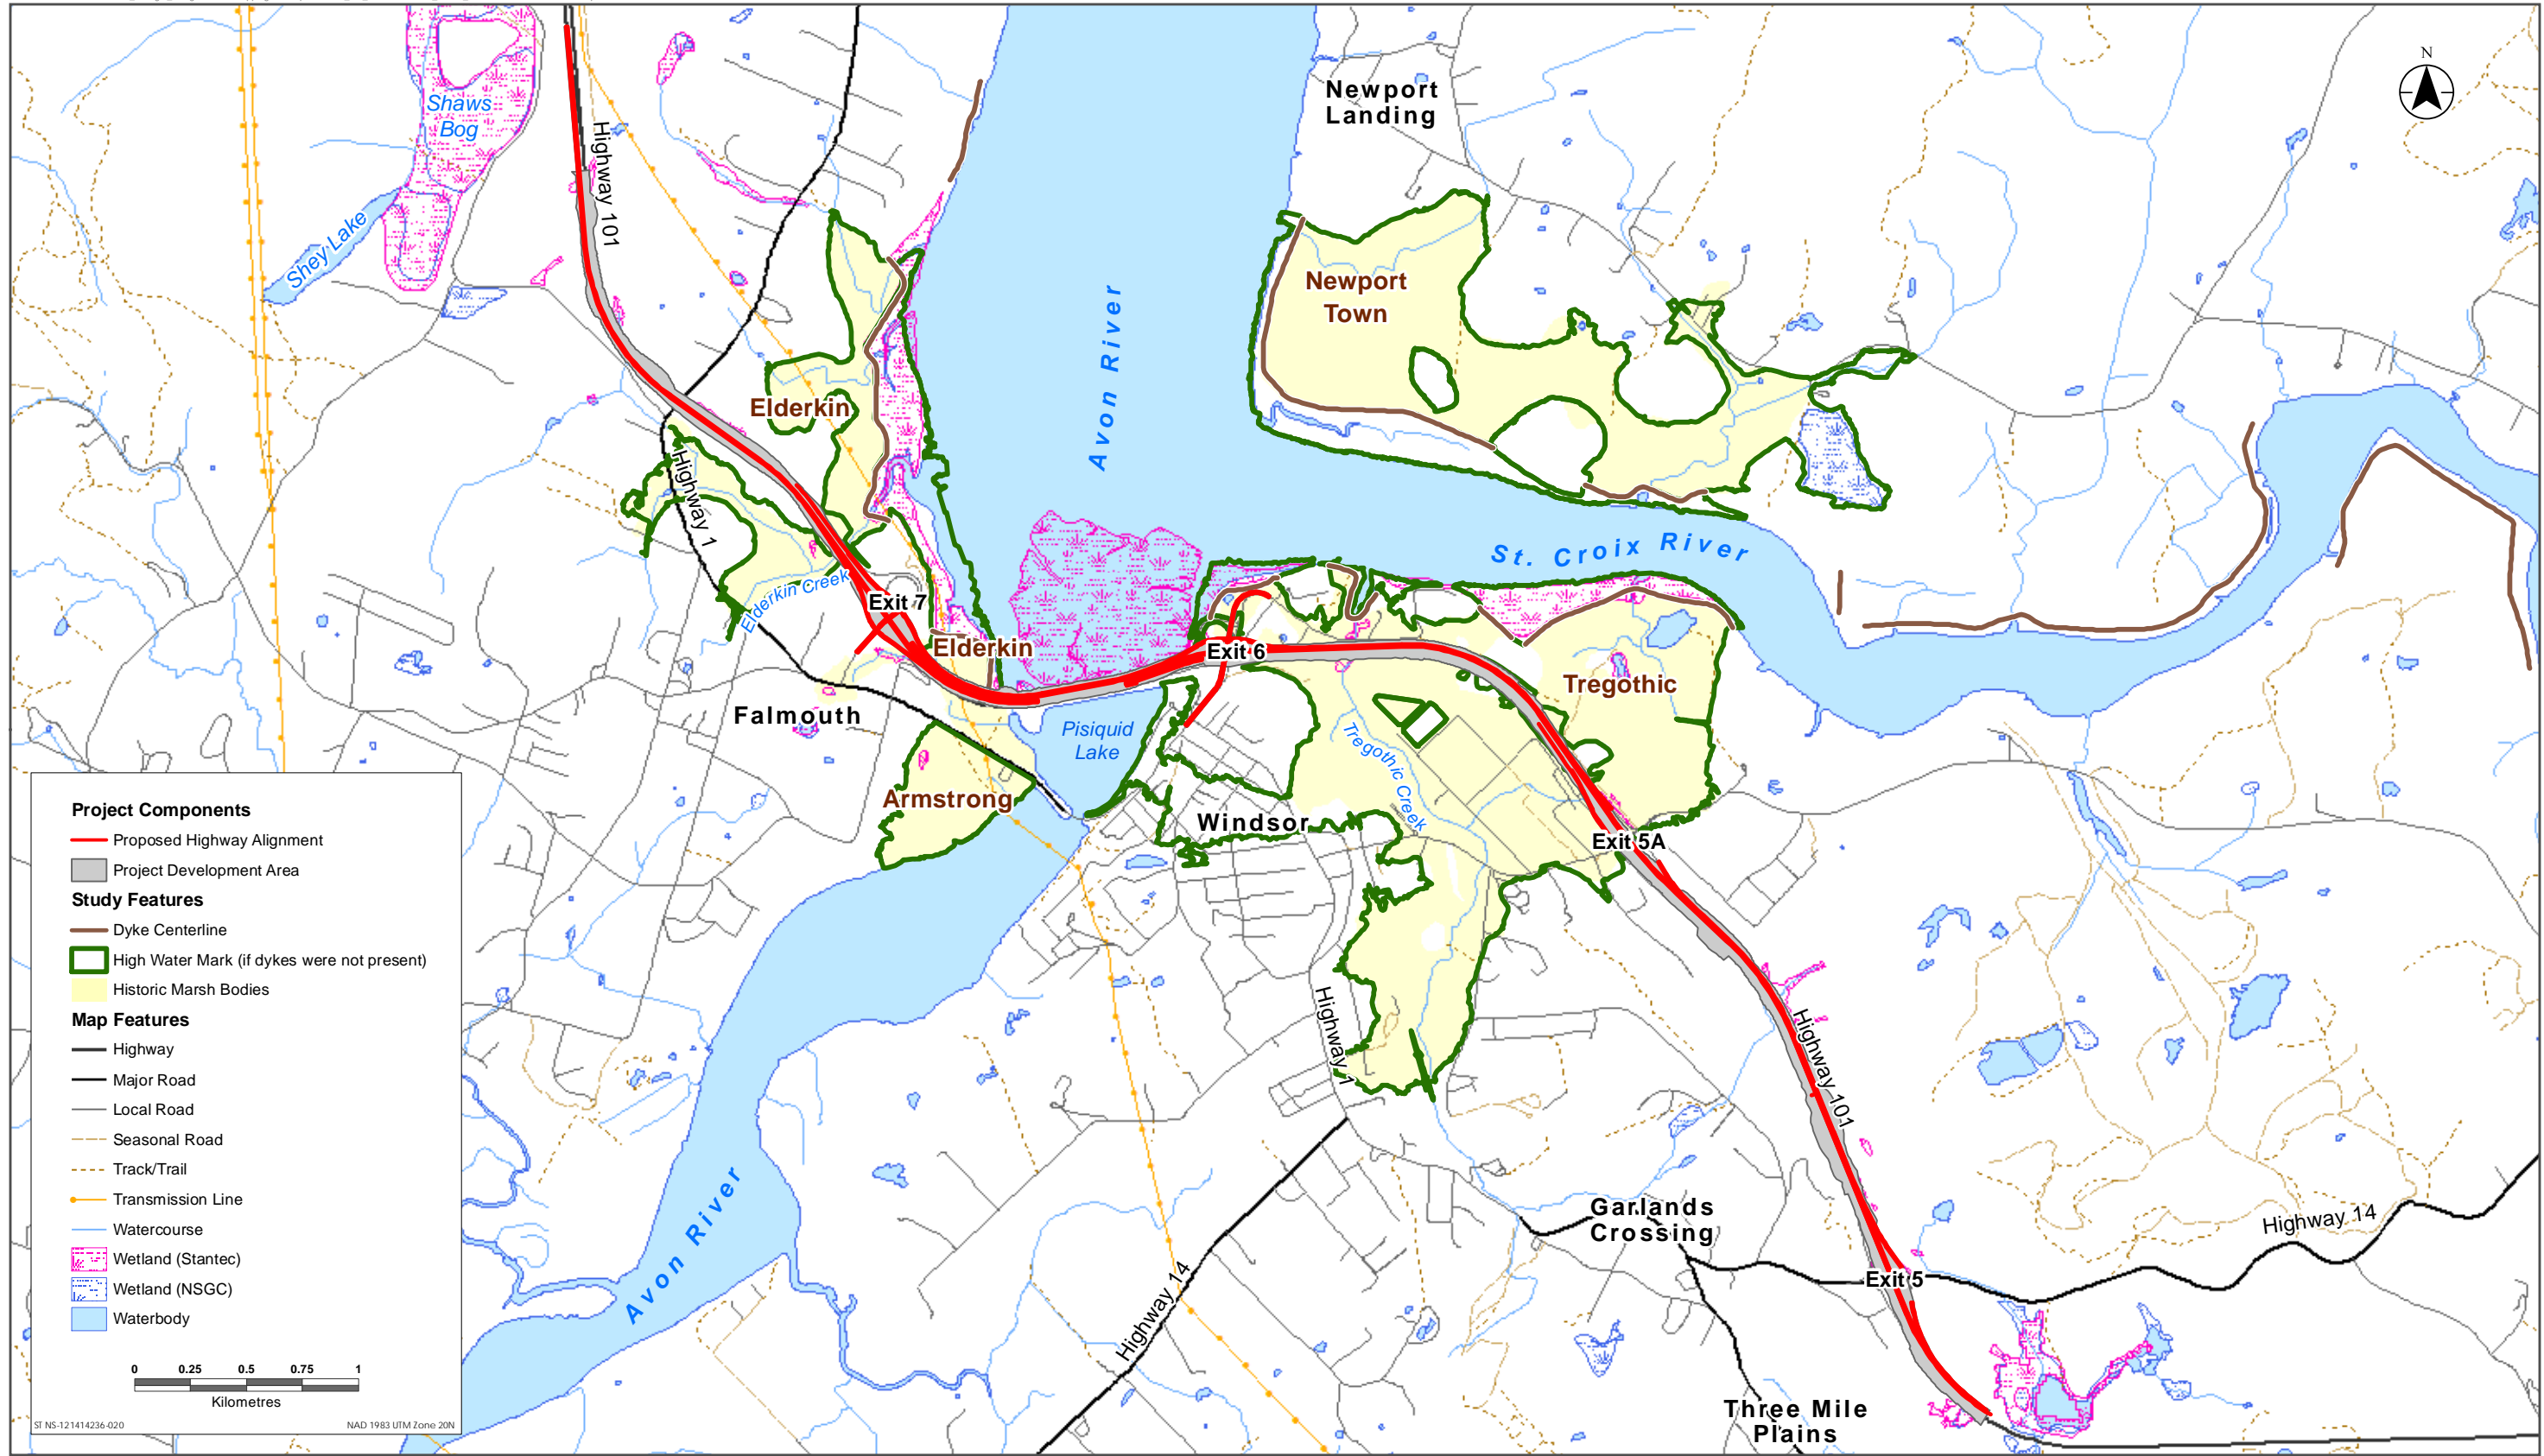 N
Newport
Landing
Shaws
Bog
Highway 101
Shey Lake
Newport
Town
Avon River
Elderkin
Highway 1
St. Croix River
Elderkin Creek
Exit 7
Elderkin
Exit 6
Tregothic
Falmouth
Pisiquid
Lake
Tregothic Creek
Armstrong
Windsor
Exit 5A
Highway 1
Highway 101
Avon River
Garlands
Crossing
Highway 14
Exit 5
Highway 14
Three Mile
Plains
Project Components
Proposed Highway Alignment
Project Development Area
Study Features
Dyke Centerline
High Water Mark (if dykes were not present)
Historic Marsh Bodies
Map Features
Highway
Major Road
Local Road
Seasonal Road
Track/Trail
Transmission Line
Watercourse
Wetland (Stantec)
Wetland (NSGC)
Waterbody
0 0.25 0.5 0.75 1
Kilometres
ST NS-121414236-020
NAD 1983 UTM Zone 20N